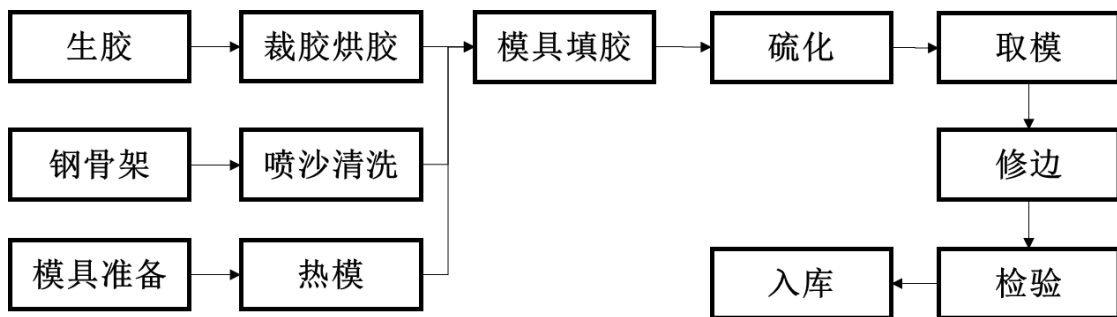 生胶
裁胶烘胶
模具填胶
硫化
取模
钢骨架
喷沙清洗
修边
模具准备
热模
入库
检验